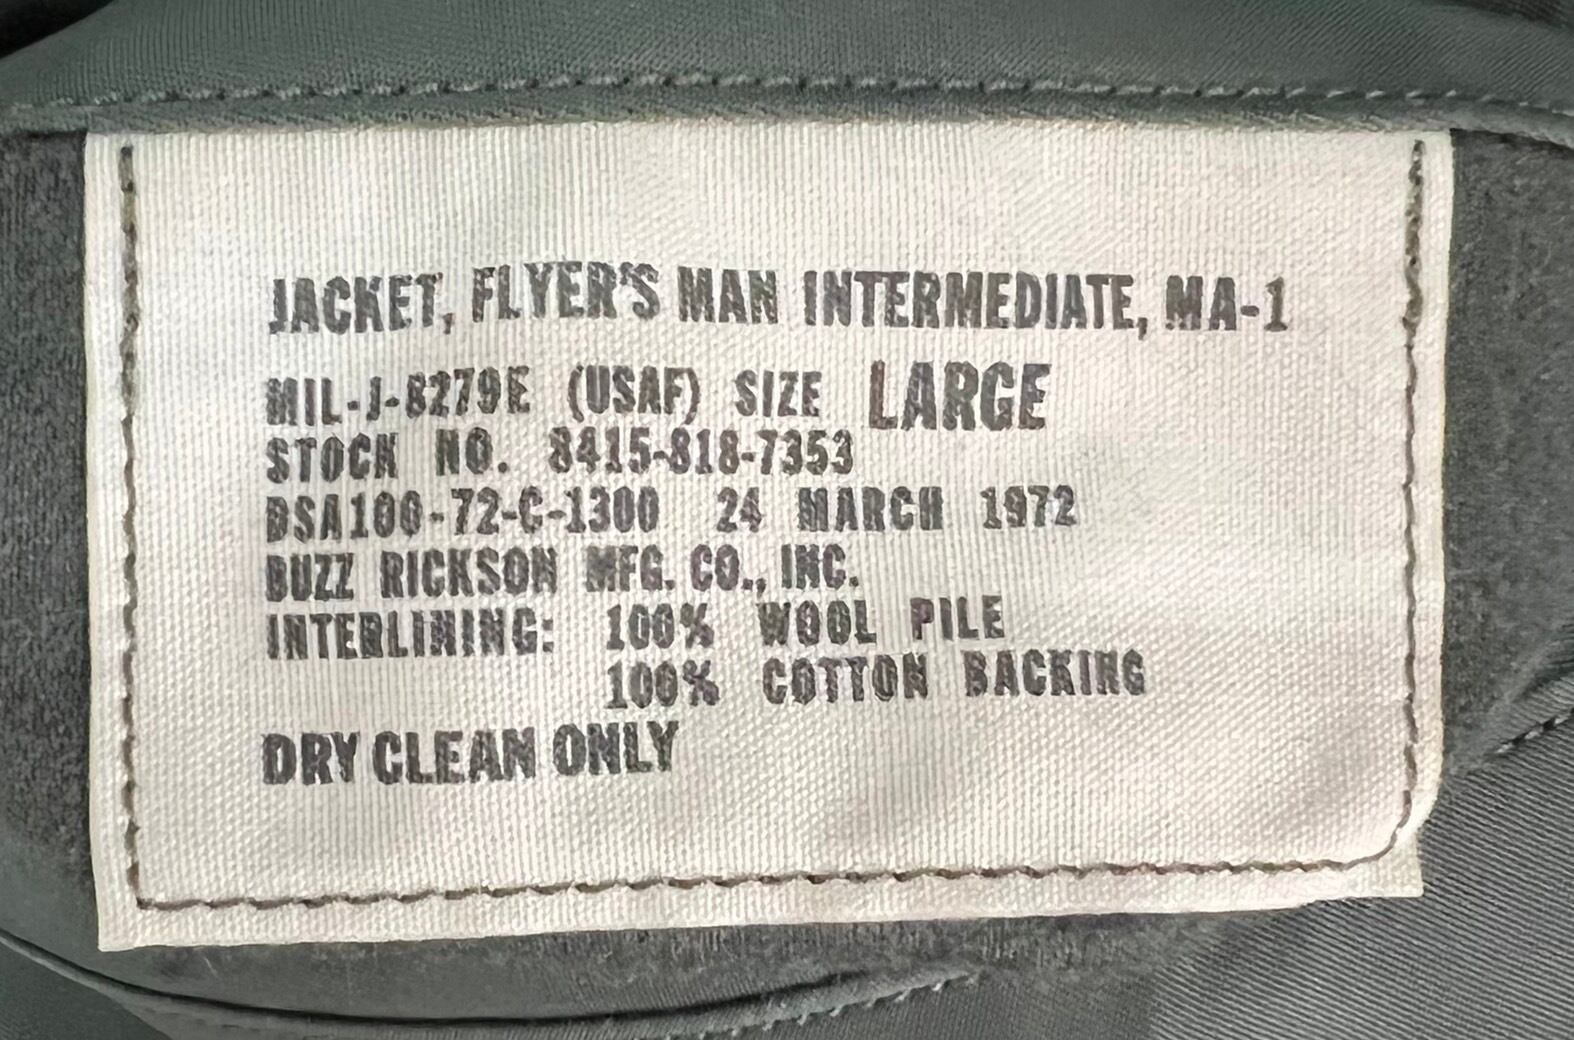 JACKET, FLYER'S MAN INTERMEDIATE, MA-1
MIL-J-8279E (USAF) SIZE LARGE
STOCK NO. 8415-818-7353
DSA100-72-C-1300 24 MARCH 1972
BUZZ RICKSON MFG. CO., INC.
INTERLINING: 100% WOOL PILE
100% COTTON BACKING
DRY CLEAN ONLY